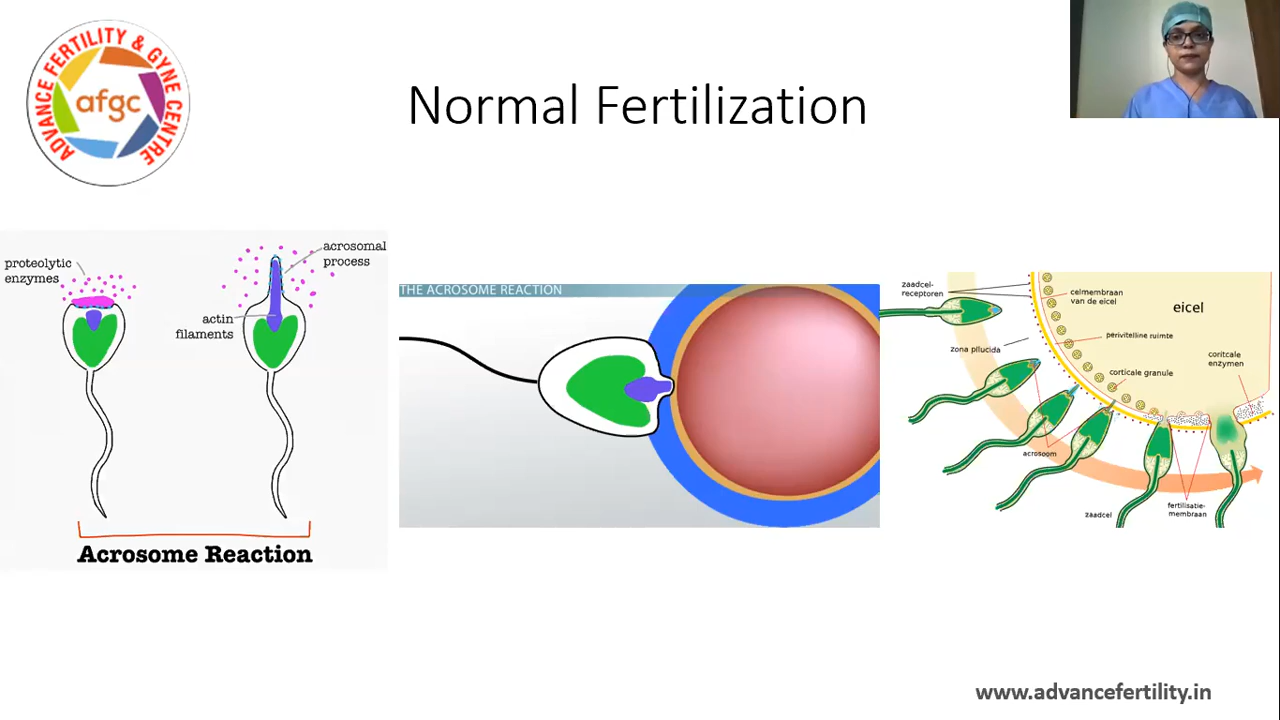 ADVANCE FERTILITY & GYNE CENTRE
afgc
Normal Fertilization
proteolytic
enzymes
acrosomal
process
actin
filaments
Acrosome Reaction
THE ACROSOME REACTION
zaadcel-
receptoren
celmembraan
van de eicel
eicel
zona pllucida
perivitelline ruimte
coritcale
enzymen
corticale granule
acrosoom
zaadcel
fertilisatie-
membraan
www.advancefertility.in